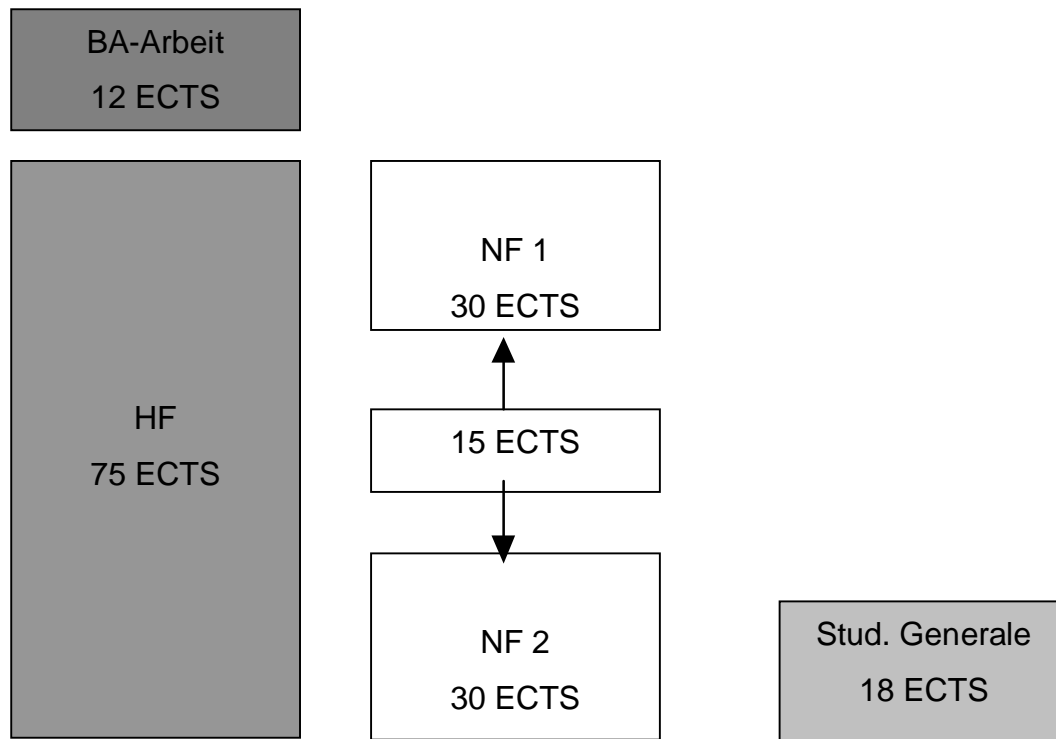 BA-Arbeit
12 ECTS
HF
75 ECTS
NF 1
30 ECTS
15 ECTS
NF 2
30 ECTS
Stud. Generale
18 ECTS